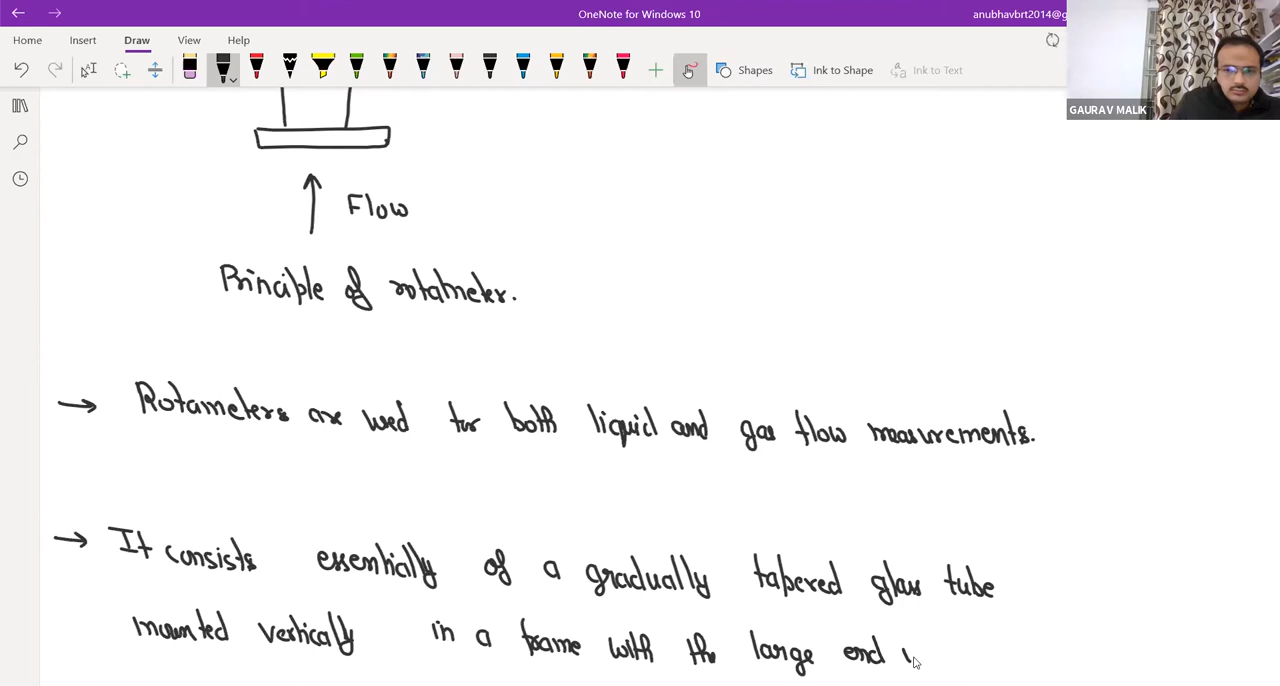 OneNote for Windows 10
anubhavbrt2014@g
Home Insert Draw View Help
Shapes Ink to Shape Ink to Text
GAURAV MALIK
Flow
Principle of rotameter.
→ Rotameters are used for both liquid and gas flow measurements.
→ It consists essentially of a gradually tapered glass tube
mounted vertically in a frame with the large end